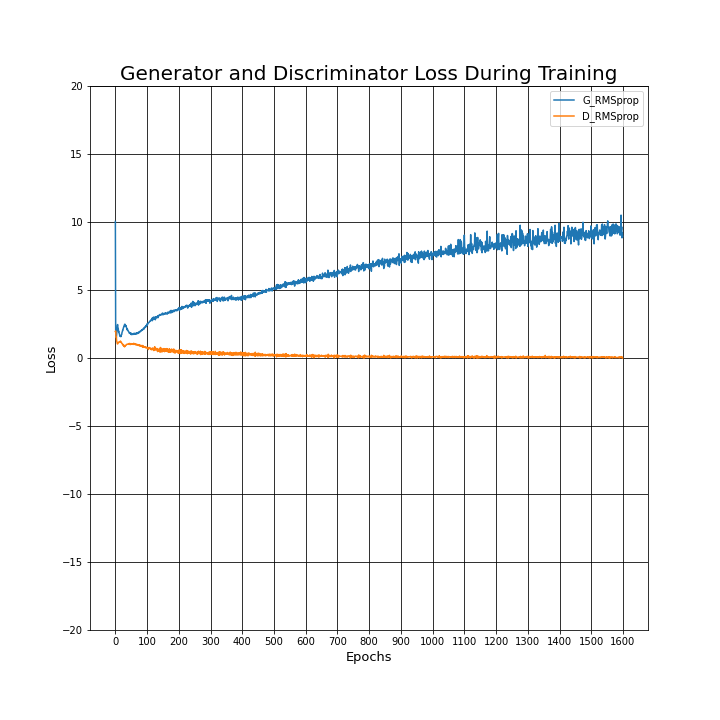 Generator and Discriminator Loss During Training
G_RMSprop
D_RMSprop
20
15
10
5
0
−5
−10
−15
−20
Loss
0 100 200 300 400 500 600 700 800 900 1000 1100 1200 1300 1400 1500 1600
Epochs